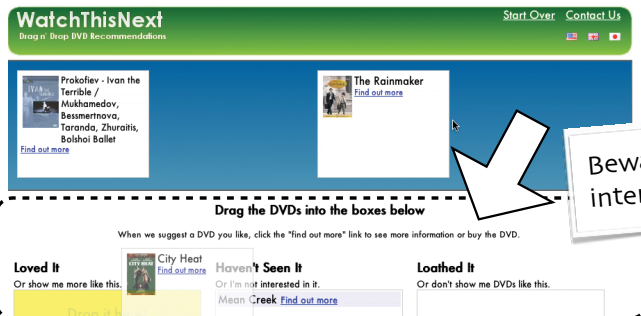 WatchThisNext
Drag n' Drop DVD Recommendations
Start Over Contact Us
Prokofiev - Ivan the
Terrible /
Mukhamedov,
Bessmertnova,
Taranda, Zhuraitis,
Bolshoi Ballet
Find out more
The Rainmaker
Find out more
Drag the DVDs into the boxes below
When we suggest a DVD you like, click the "find out more" link to see more information or buy the DVD.
Loved It
Or show me more like this.
Drop it here
City Heat
Find out more
Haven't Seen It
Or I'm not interested in it.
Mean Creek Find out more
Loathed It
Or don't show me DVDs like this.